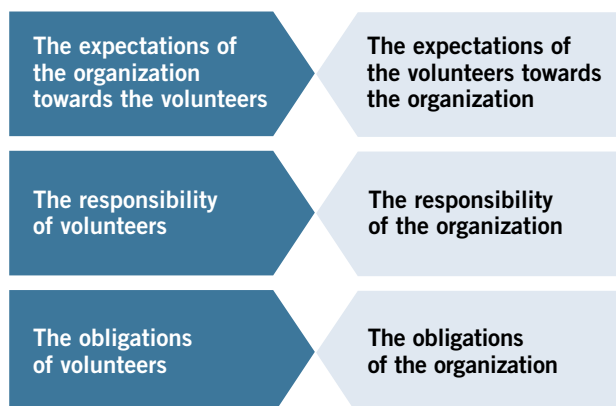 The expectations of
the organization
towards the volunteers
The expectations of
the volunteers towards
the organization
The responsibility
of volunteers
The responsibility
of the organization
The obligations
of volunteers
The obligations
of the organization